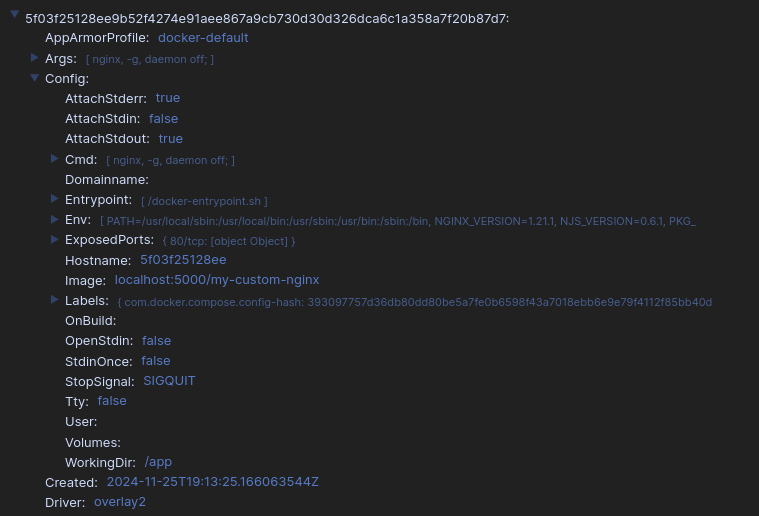 5f03f25128ee9b52f4274e91aee867a9cb730d30d326dca6c1a358a7f20b87d7:
AppArmorProfile: docker-default
Args: [ nginx, -g, daemon off; ]
Config:
AttachStderr: true
AttachStdin: false
AttachStdout: true
Cmd: [ nginx, -g, daemon off; ]
Domainname:
Entrypoint: [ /docker-entrypoint.sh ]
Env: [ PATH=/usr/local/sbin:/usr/local/bin:/usr/sbin:/usr/bin:/sbin:/bin, NGINX_VERSION=1.21.1, NJS_VERSION=0.6.1, PKG_
ExposedPorts: { 80/tcp: [object Object] }
Hostname: 5f03f25128ee
Image: localhost:5000/my-custom-nginx
Labels: { com.docker.compose.config-hash: 393097757d36db80dd80be5a7fe0b6598f43a7018ebb6e9e79f4112f85bb40d
OnBuild:
OpenStdin: false
StdinOnce: false
StopSignal: SIGQUIT
Tty: false
User:
Volumes:
WorkingDir: /app
Created: 2024-11-25T19:13:25.166063544Z
Driver: overlay2